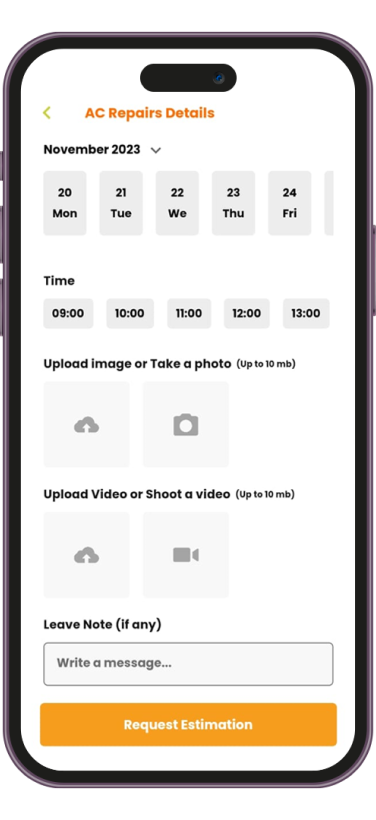 AC Repairs Details
November 2023
20 21 22 23 24
Mon Tue We Thu Fri
Time
09:00 10:00 11:00 12:00 13:00
Upload image or Take a photo (Up to 10 mb)
Upload Video or Shoot a video (Up to 10 mb)
Leave Note (if any)
Write a message...
Request Estimation